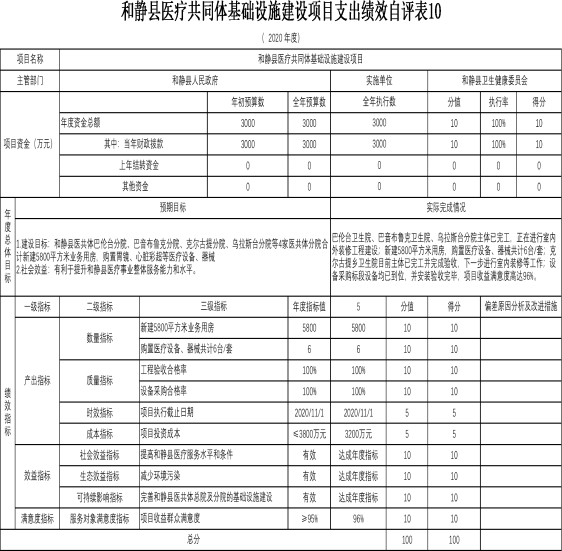 和静县医疗共同体基础设施建设项目支出绩效自评表10
（ 2020 年度）
项目名称 和静县医疗共同体基础设施建设项目
主管部门 和静县人民政府 实施单位 和静县卫生健康委员会
项目资金（万元） 年初预算数 全年预算数 全年执行数 分值 执行率 得分
年度资金总额 3000 3000 3000 10 100% 10
其中：当年财政拨款 3000 3000 3000 10 100% 10
上年结转资金 0 0 0 0 0 0
其他资金 0 0 0 0 0 0
年度总体目标 预期目标 实际完成情况
1.建设目标：和静县医共体巴伦台分院、巴音布鲁克分院、克尔古提分院、乌拉斯台分院等4家医共体分院合
计新建5800平方米业务用房，购置胃镜、心脏彩超等医疗设备、器械
2.社会效益：有利于提升和静县医疗事业整体服务能力和水平。
巴伦台卫生院、巴音布鲁克卫生院、乌拉斯台分院主体已完工，正在进行室内
外装修工程建设；新建5800平方米用房，购置医疗设备、器械共计6台/套；克
尔古提乡卫生院目前主体已完工并完成验收，下一步进行室内装修等工作；设
备采购标段设备均已到位，并安装验收完毕，项目收益满意度高达96%。
绩效指标 一级指标 二级指标 三级指标 年度指标值 5 分值 得分 偏差原因分析及改进措施
产出指标 数量指标 新建5800平方米业务用房 5800 5800 10 10
购置医疗设备、器械共计6台/套 6 6 10 10
质量指标 工程验收合格率 100% 100% 10 10
设备采购合格率 100% 100% 10 10
时效指标 项目执行截止日期 2020/11/1 2020/11/1 5 5
成本指标 项目投资成本 ≤3800万元 3200万元 5 5
效益指标 社会效益指标 提高和静县医疗服务水平和条件 有效 达成年度指标 10 10
生态效益指标 减少环境污染 有效 达成年度指标 10 10
可持续影响指标 完善和静县医共体总院及分院的基础设施建设 有效 达成年度指标 10 10
满意度指标 服务对象满意度指标 项目收益群众满意度 ≥95% 96% 10 10
总分 100 100